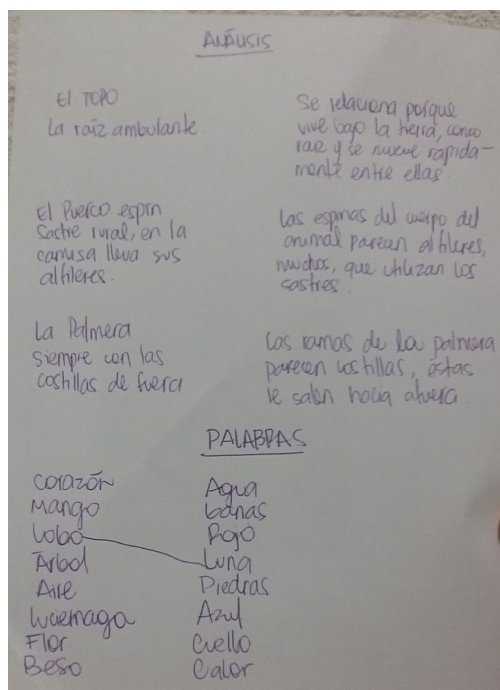 ANÁLISIS
El TOPO
La raíz ambulante.
Se relaciona porque
vive bajo la tierra, como
raíz y se mueve rápida-
mente entre ellas.
El Puerco espín
Sastre rural, en la
camisa lleva sus
alfileres.
Las espinas del cuerpo del
animal parecen alfileres,
muchos, que utilizan los
sastres.
La Palmera
siempre con las
costillas de fuera
Las ramas de la palmera
parecen costillas, éstas
le salen hacia afuera.
PALABRAS
Corazón
Mango
Lobo
Árbol
Aire
Luciernaga
Flor
Beso
Agua
Ganas
Rojo
Luna
Piedras
Azul
Cuello
Calor